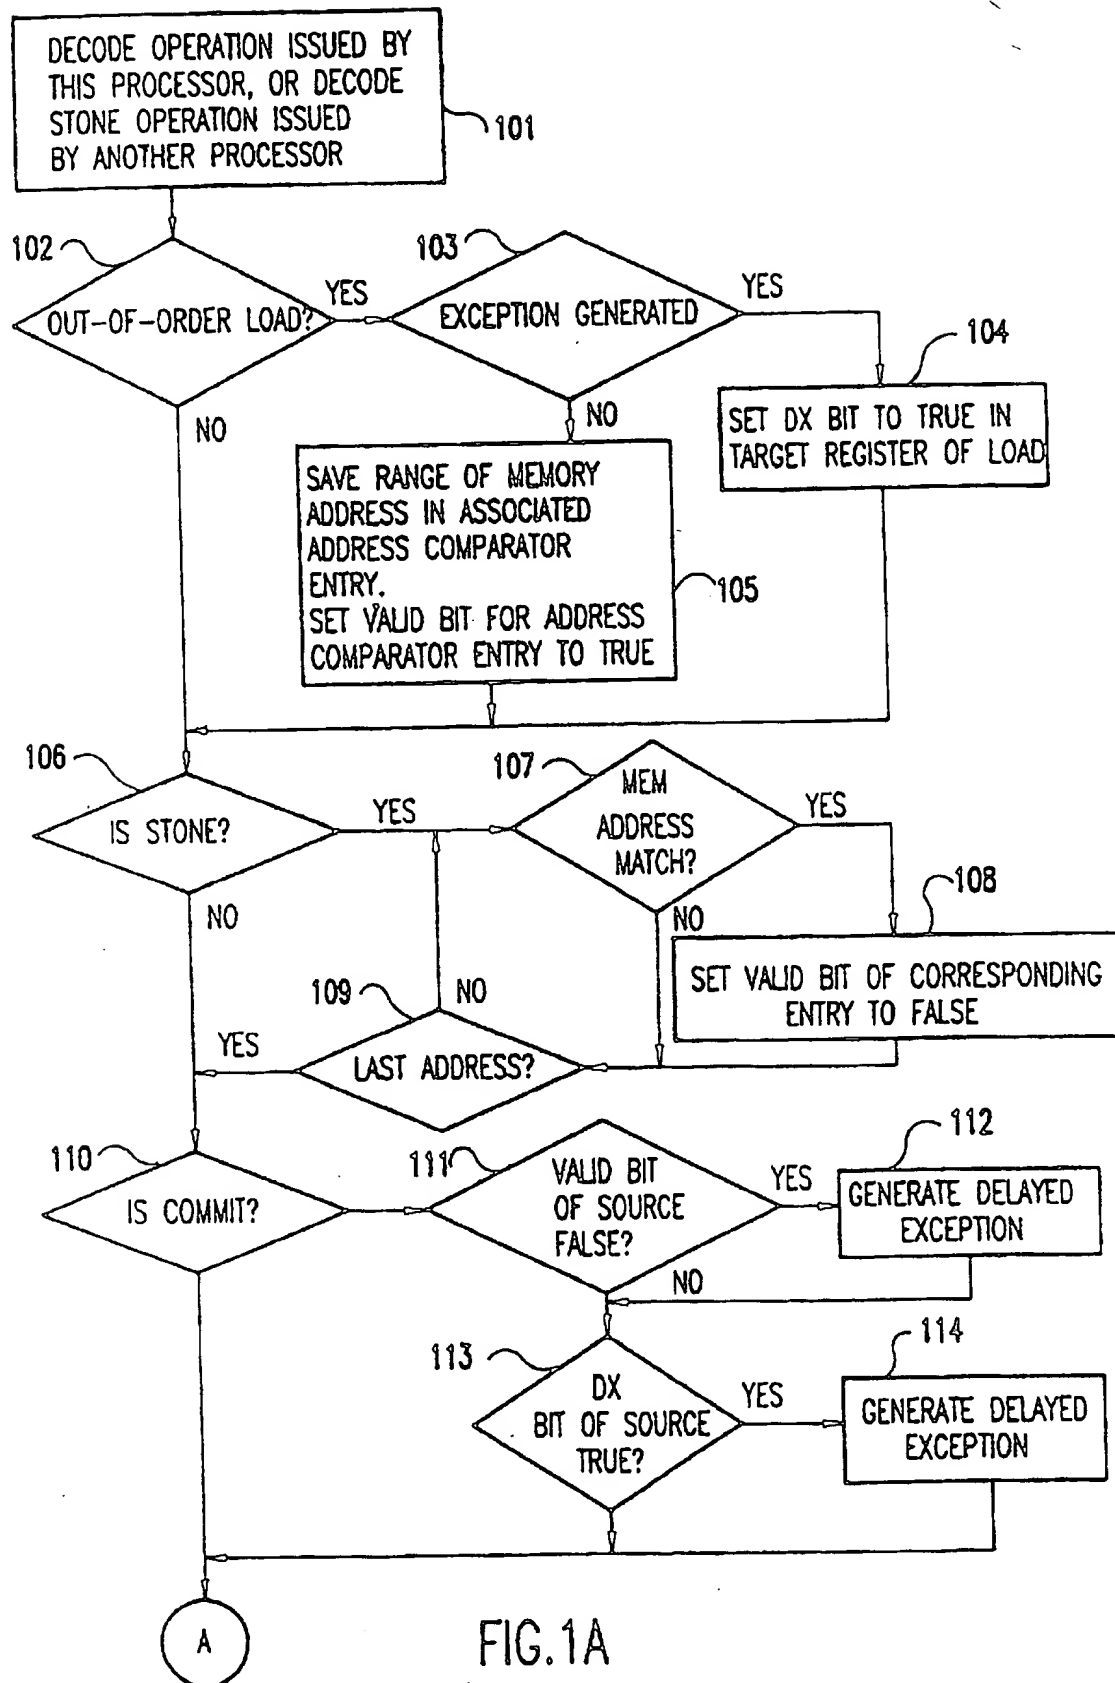 DECODE OPERATION ISSUED BY
THIS PROCESSOR, OR DECODE
STONE OPERATION ISSUED
BY ANOTHER PROCESSOR
101
102
OUT-OF-ORDER LOAD?
YES
NO
103
EXCEPTION GENERATED
YES
NO
104
SET DX BIT TO TRUE IN
TARGET REGISTER OF LOAD
SAVE RANGE OF MEMORY
ADDRESS IN ASSOCIATED
ADDRESS COMPARATOR
ENTRY.
SET VALID BIT FOR ADDRESS
COMPARATOR ENTRY TO TRUE
105
106
IS STONE?
YES
NO
107
MEM
ADDRESS
MATCH?
YES
NO
108
SET VALID BIT OF CORRESPONDING
ENTRY TO FALSE
109
LAST ADDRESS?
NO
YES
110
IS COMMIT?
111
VALID BIT
OF SOURCE
FALSE?
YES
NO
112
GENERATE DELAYED
EXCEPTION
113
DX
BIT OF SOURCE
TRUE?
YES
114
GENERATE DELAYED
EXCEPTION
A
FIG.1A